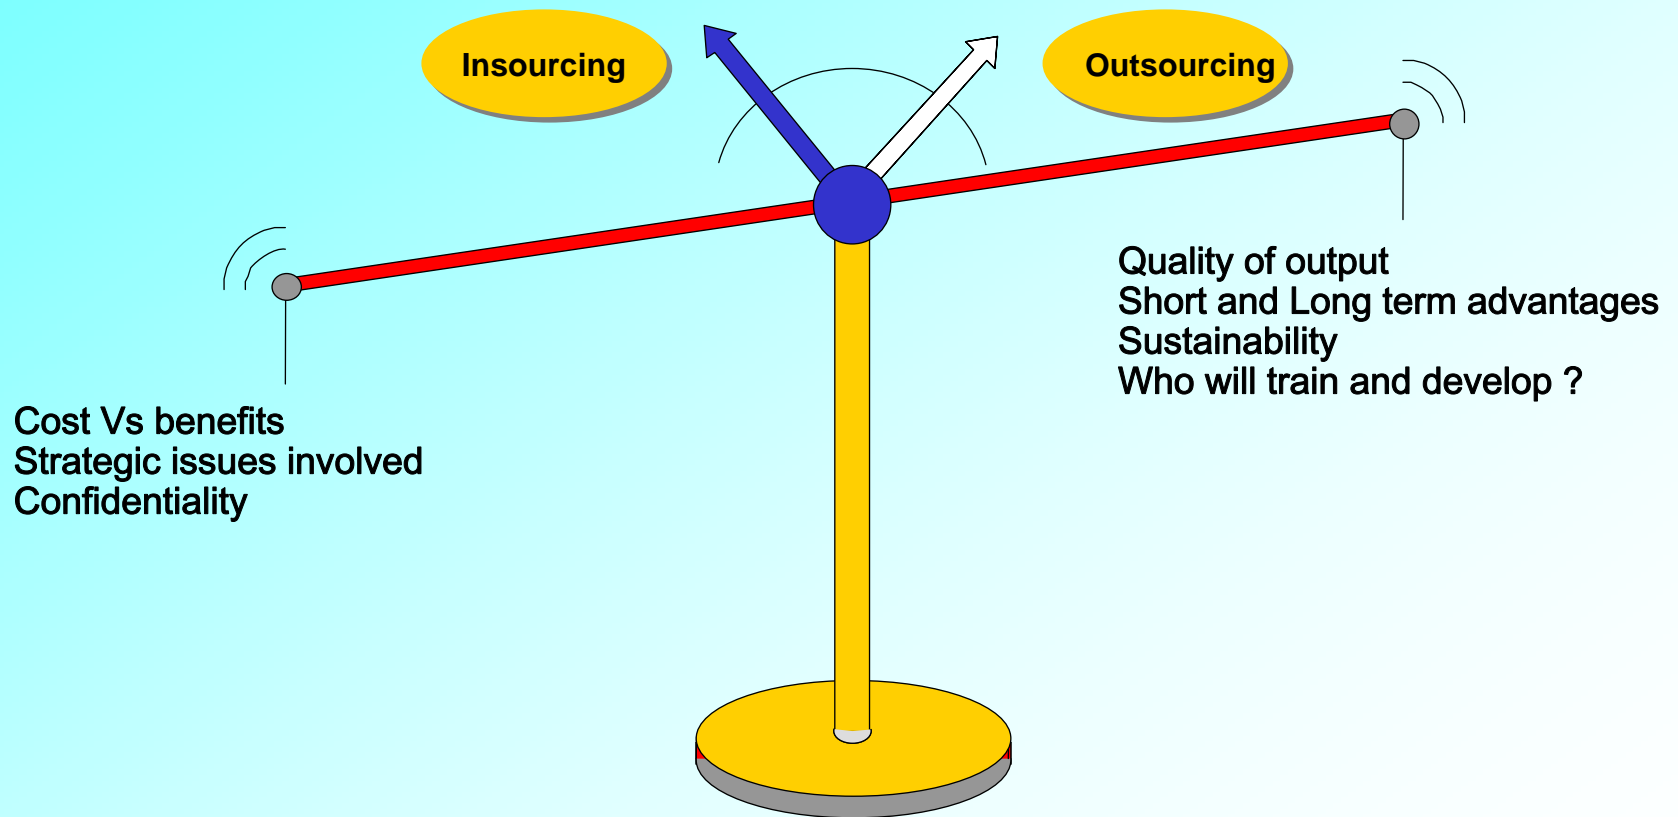 Insourcing
Outsourcing
Quality of output
Short and Long term advantages
Sustainability
Who will train and develop ?
Cost Vs benefits
Strategic issues involved
Confidentiality